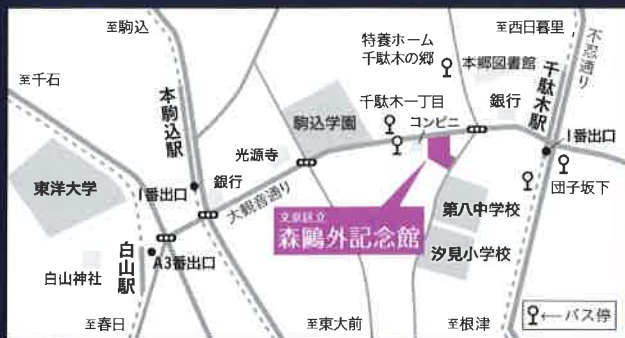 至駒込
至西日暮里
不忍通り
特養ホーム
千駄木の郷
本郷図書館
至千石
千駄木駅
本駒込駅
千駄木一丁目
銀行
コンビニ
駒込学園
1番出口
光源寺
東洋大学
1番出口
銀行
大観音通り
団子坂下
第八中学校
文京区立
森鷗外記念館
汐見小学校
白山駅
A3番出口
白山神社
至春日
至東大前
至根津
←バス停